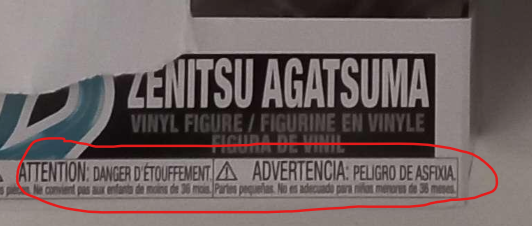 ZENITSU AGATSUMA
VINYL FIGURE / FIGURINE EN VINYLE
FIGURA DE VINIL
ATTENTION: DANGER D'ÉTOUFFEMENT.
pièces. Ne convient pas aux enfants de moins de 36 mois.
ADVERTENCIA: PELIGRO DE ASFIXIA.
Partes pequeñas. No es adecuado para niños menores de 36 meses.